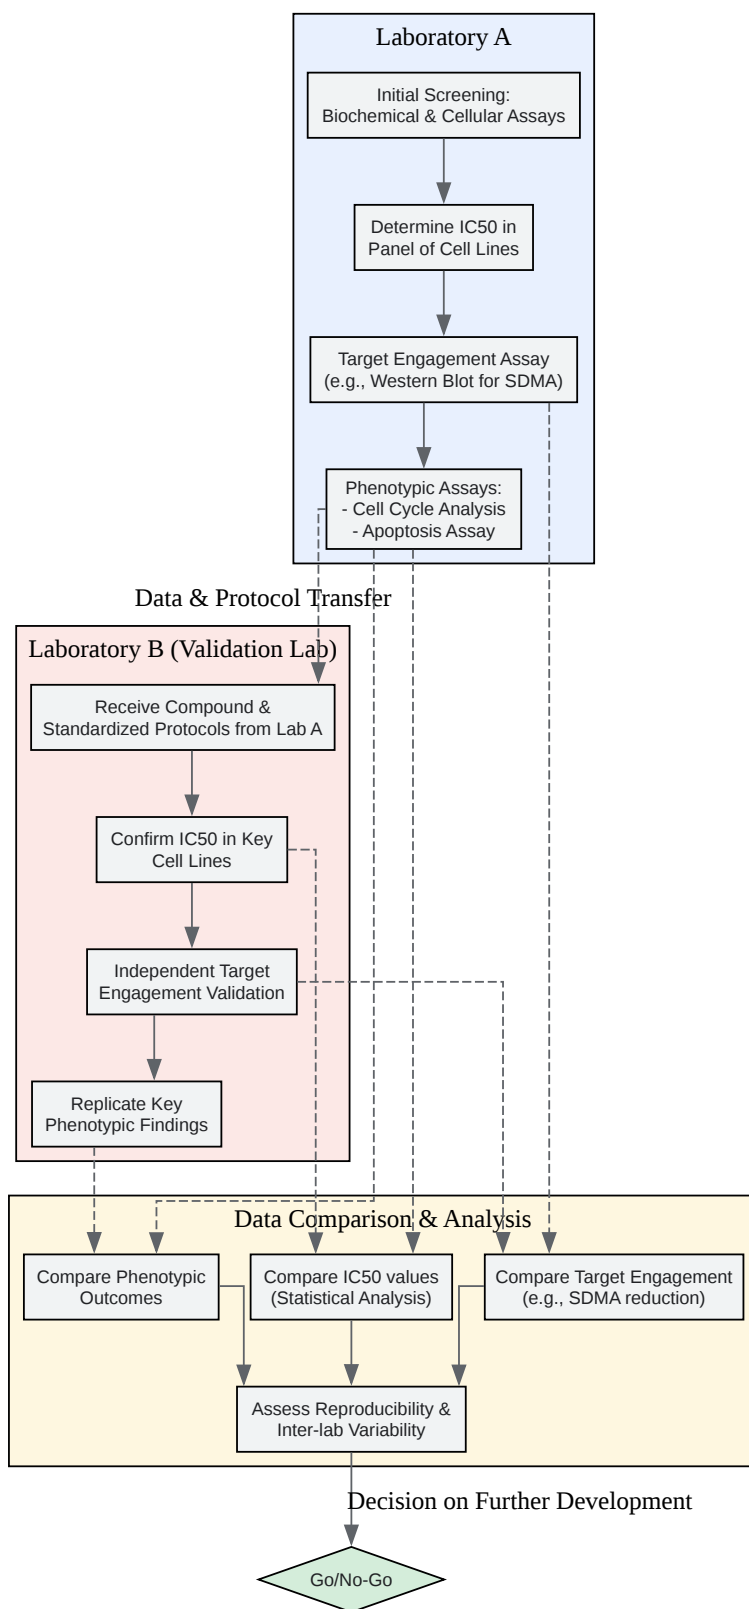 Laboratory A
Initial Screening:
Biochemical & Cellular Assays
Determine IC50 in
Panel of Cell Lines
Target Engagement Assay
(e.g., Western Blot for SDMA)
Phenotypic Assays:
- Cell Cycle Analysis
- Apoptosis Assay
Data & Protocol Transfer
Laboratory B (Validation Lab)
Receive Compound &
Standardized Protocols from Lab A
Confirm IC50 in Key
Cell Lines
Independent Target
Engagement Validation
Replicate Key
Phenotypic Findings
Data Comparison & Analysis
Compare Phenotypic
Outcomes
Compare IC50 values
(Statistical Analysis)
Compare Target Engagement
(e.g., SDMA reduction)
Assess Reproducibility &
Inter-lab Variability
Decision on Further Development
Go/No-Go